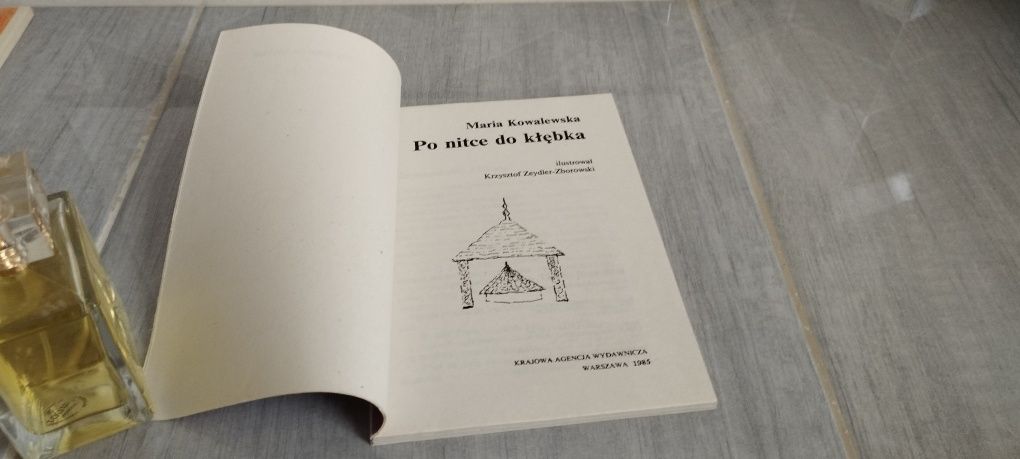 Maria Kowalewska
Po nitce do kłębka
ilustrował
Krzysztof Zeydler-Zborowski
KRAJOWA AGENCJA WYDAWNICZA
WARSZAWA 1985